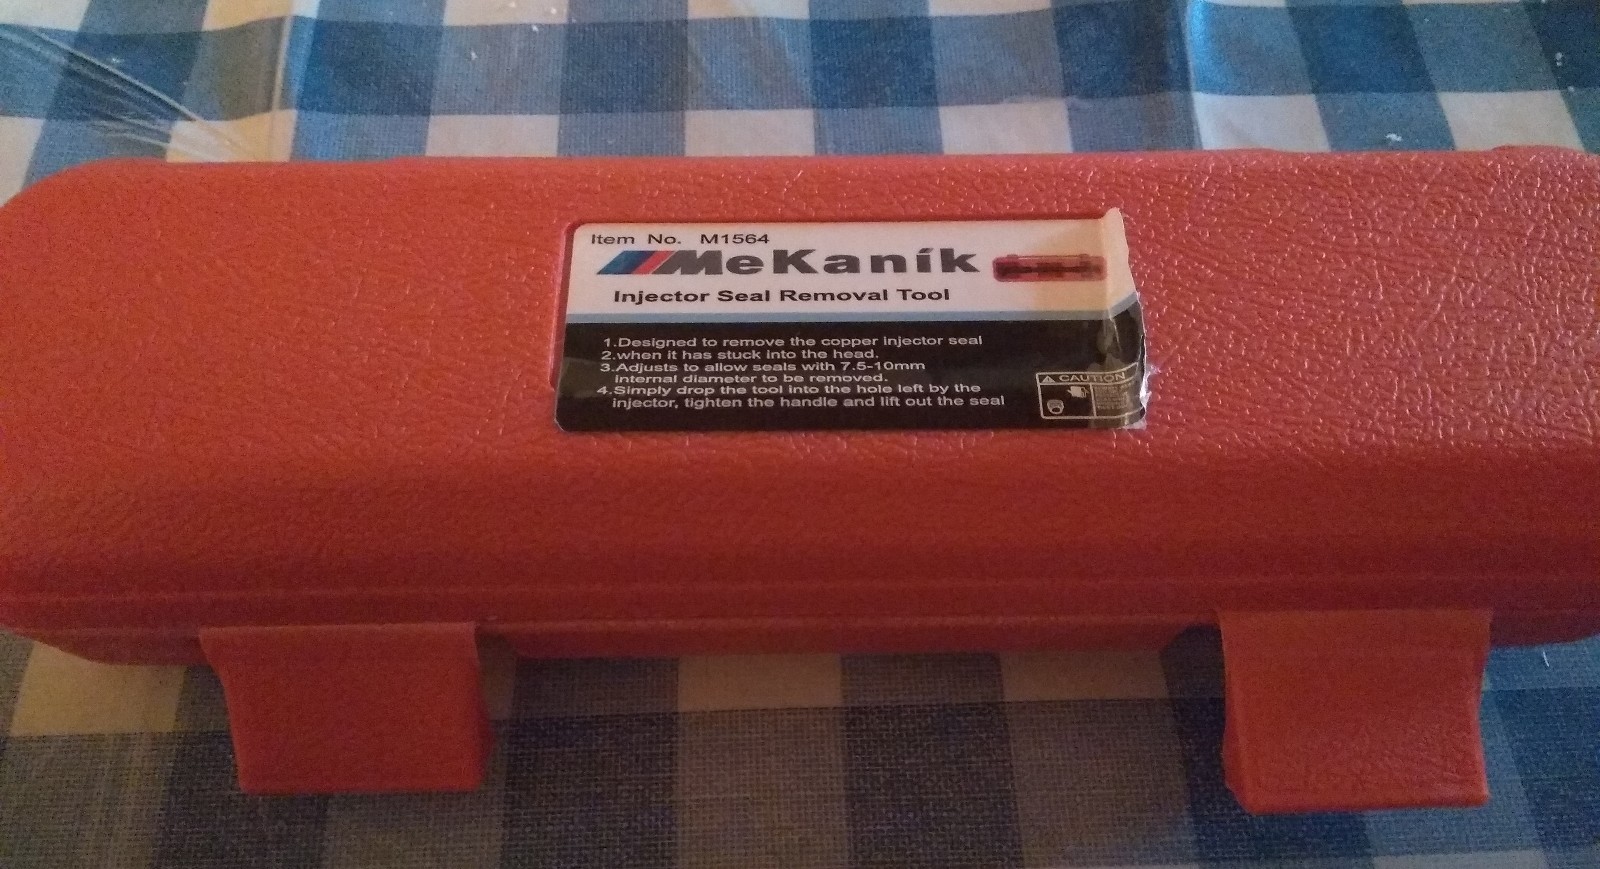 Item No. M1564
MeKaník
Injector Seal Removal Tool
1.Designed to remove the copper injector seal
2.when it has stuck into the head.
3.Adjusts to allow seals with 7.5-10mm
internal diameter to be removed.
4.Simply drop the tool into the hole left by the
injector, tighten the handle and lift out the seal
CAUTION